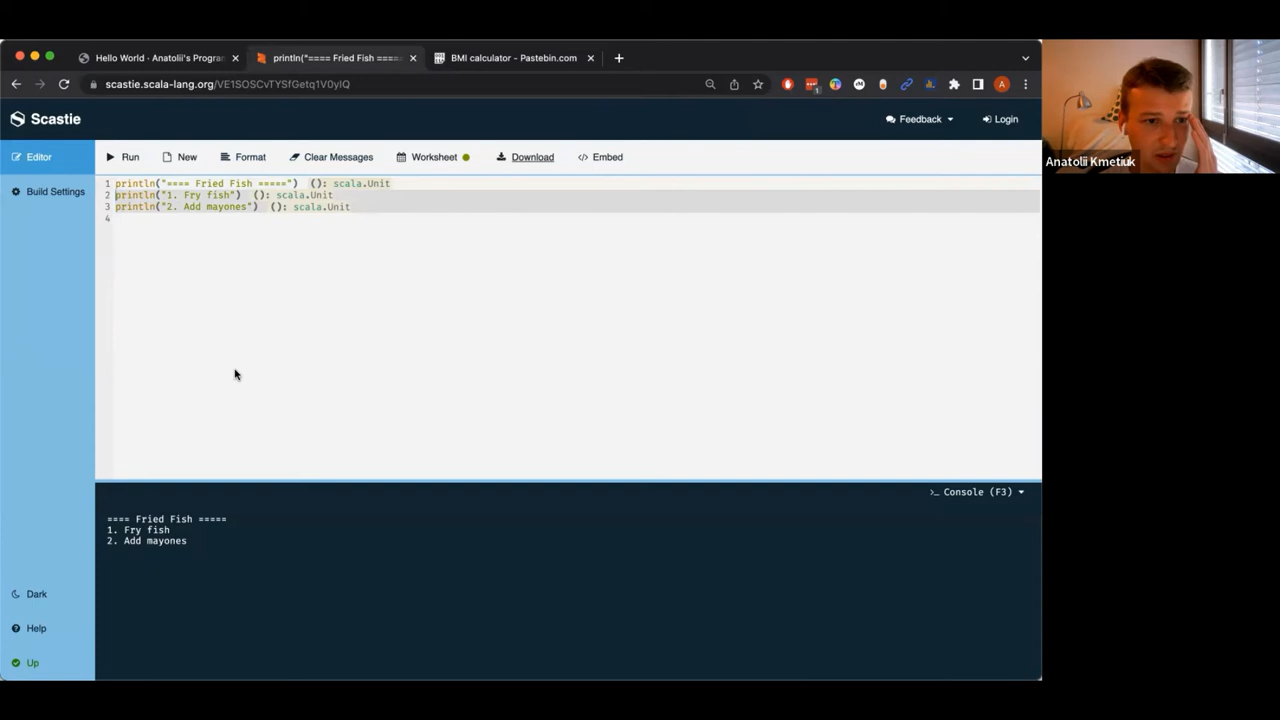 Hello World · Anatolii's Progra
println("==== Fried Fish ====
BMI calculator - Pastebin.com
scastie.scala-lang.org/VE1SOSCvTYSfGetq1V0yIQ
Scastie
Feedback
Login
Editor
Run
New
Format
Clear Messages
Worksheet
Download
Embed
Build Settings
1 println("==== Fried Fish =====") (): scala.Unit
2 println("1. Fry fish") (): scala.Unit
3 println("2. Add mayones") (): scala.Unit
4
Console (F3)
==== Fried Fish =====
1. Fry fish
2. Add mayones
Dark
Help
Up
Anatolii Kmetiuk